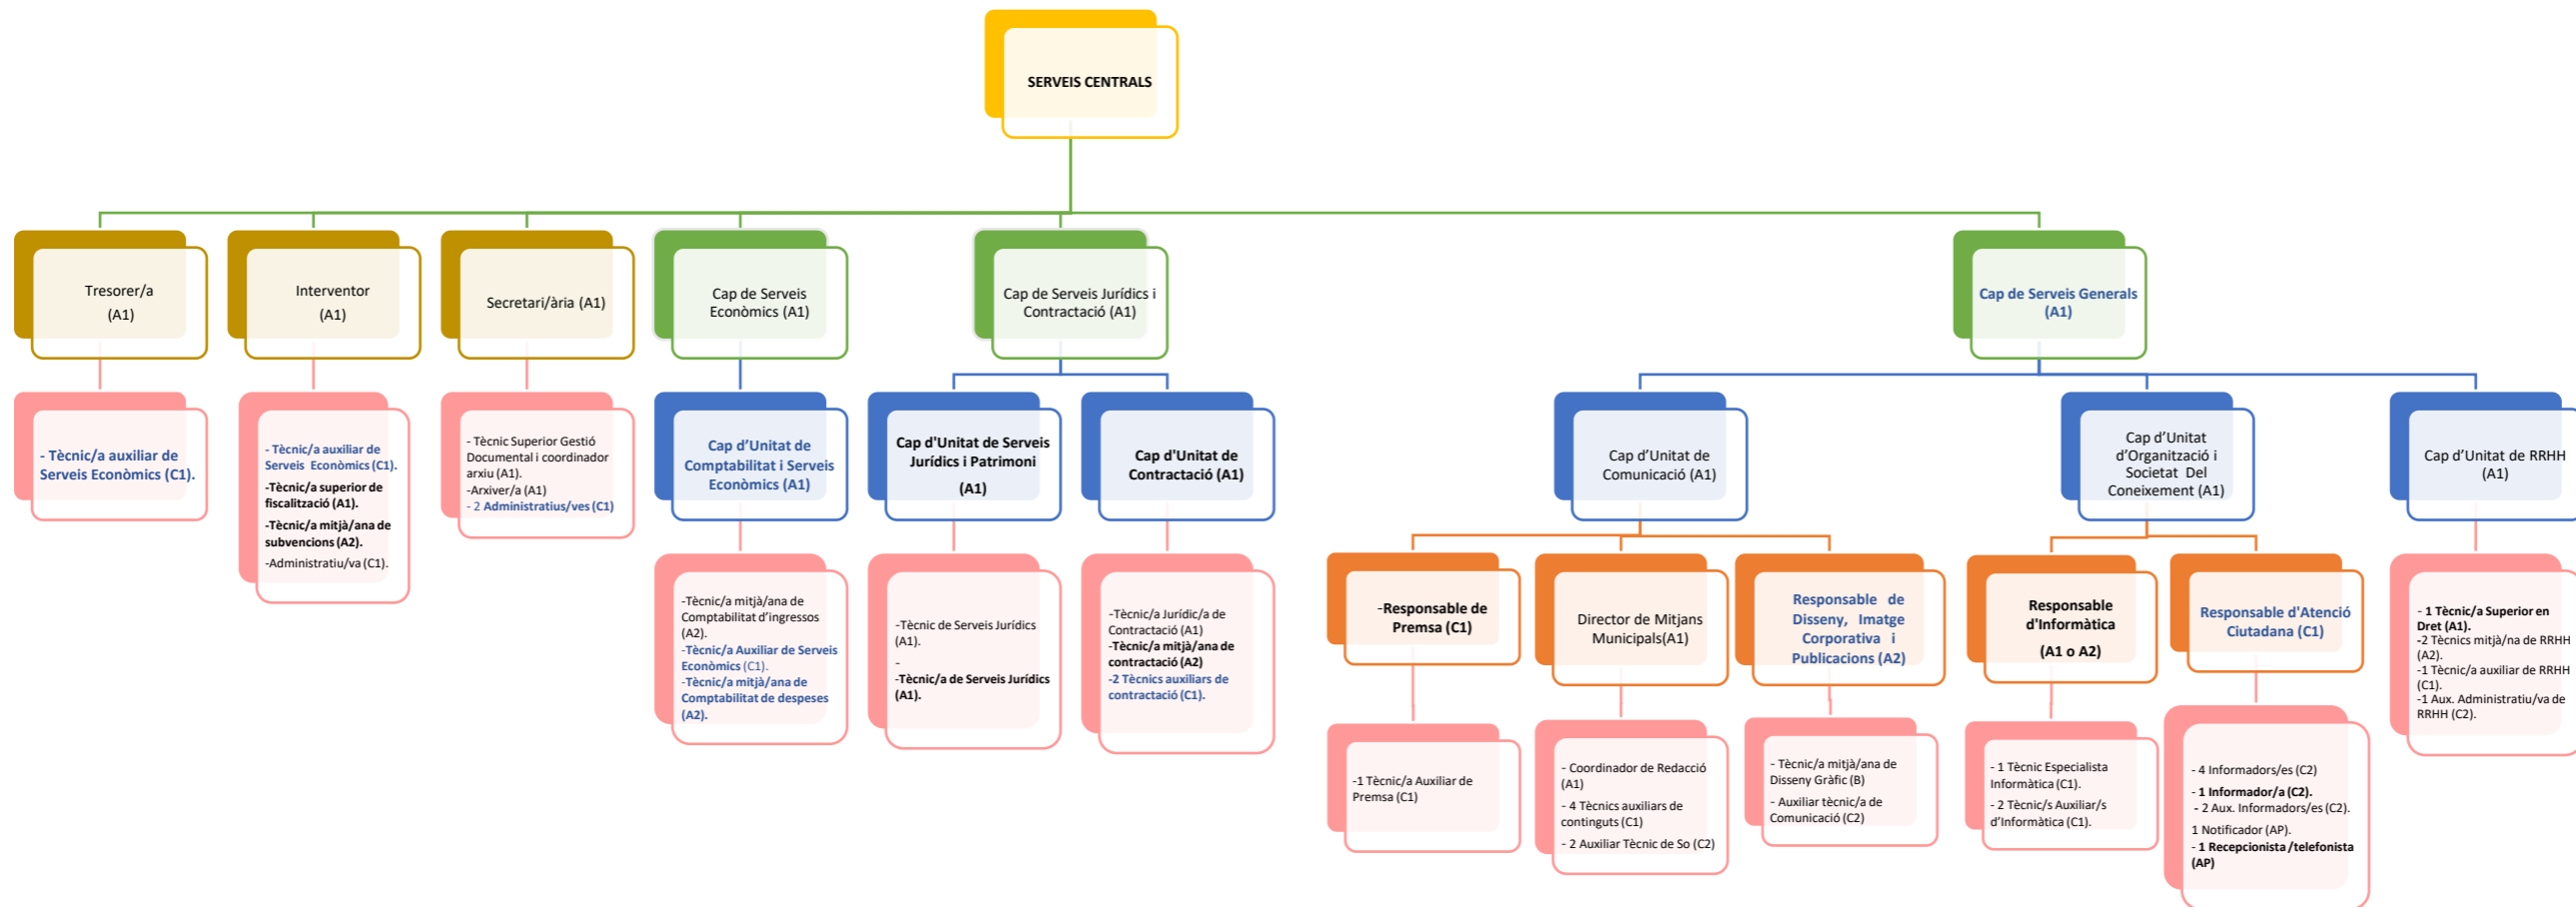 SERVEIS CENTRALS
Tresorer/a
(A1)
Interventor
(A1)
Secretari/ària (A1)
Cap de Serveis
Econòmics (A1)
Cap de Serveis Jurídics i
Contractació (A1)
Cap de Serveis Generals
(A1)
- Tècnic/a auxiliar de
Serveis Econòmics (C1).
- Tècnic/a auxiliar de
Serveis Econòmics (C1).
-Tècnic/a superior de
fiscalització (A1).
-Tècnic/a mitjà/ana de
subvencions (A2).
-Administratiu/va (C1).
- Tècnic Superior Gestió
Documental i coordinador
arxiu (A1).
-Arxiver/a (A1)
- 2 Administratius/ves (C1)
Cap d’Unitat de
Comptabilitat i Serveis
Econòmics (A1)
Cap d'Unitat de Serveis
Jurídics i Patrimoni
(A1)
Cap d'Unitat de
Contractació (A1)
Cap d’Unitat de
Comunicació (A1)
Cap d’Unitat
d’Organització i
Societat Del
Coneixement (A1)
Cap d’Unitat de RRHH
(A1)
-Tècnic/a mitjà/ana de
Comptabilitat d’ingressos
(A2).
-Tècnic/a Auxiliar de Serveis
Econòmics (C1).
-Tècnic/a mitjà/ana de
Comptabilitat de despeses
(A2).
-Tècnic de Serveis Jurídics
(A1).
-
-Tècnic/a de Serveis Jurídics
(A1).
-Tècnic/a Jurídic/a de
Contractació (A1)
-Tècnic/a mitjà/ana de
contractació (A2)
-2 Tècnics auxiliars de
contractació (C1).
-Responsable de
Premsa (C1)
Director de Mitjans
Municipals(A1)
Responsable de
Disseny, Imatge
Corporativa i
Publicacions (A2)
Responsable
d'Informàtica
(A1 o A2)
Responsable d'Atenció
Ciutadana (C1)
- 1 Tècnic/a Superior en
Dret (A1).
-2 Tècnics mitjà/na de RRHH
(A2).
-1 Tècnic/a auxiliar de RRHH
(C1).
-1 Aux. Administratiu/va de
RRHH (C2).
-1 Tècnic/a Auxiliar de
Premsa (C1)
- Coordinador de Redacció
(A1)
- 4 Tècnics auxiliars de
continguts (C1)
- 2 Auxiliar Tècnic de So (C2)
- Tècnic/a mitjà/ana de
Disseny Gràfic (B)
- Auxiliar tècnic/a de
Comunicació (C2)
- 1 Tècnic Especialista
Informàtica (C1).
- 2 Tècnic/s Auxiliar/s
d’Informàtica (C1).
- 4 Informadors/es (C2)
- 1 Informador/a (C2).
- 2 Aux. Informadors/es (C2).
1 Notificador (AP).
- 1 Recepcionista/telefonista
(AP)